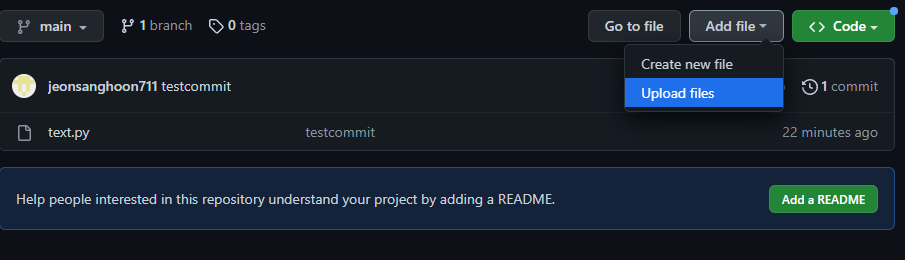 main 1 branch 0 tags Go to file Add file Code
Create new file
jeonsanghoon711 testcommit 1 commit
Upload files
text.py testcommit 22 minutes ago
Help people interested in this repository understand your project by adding a README. Add a README